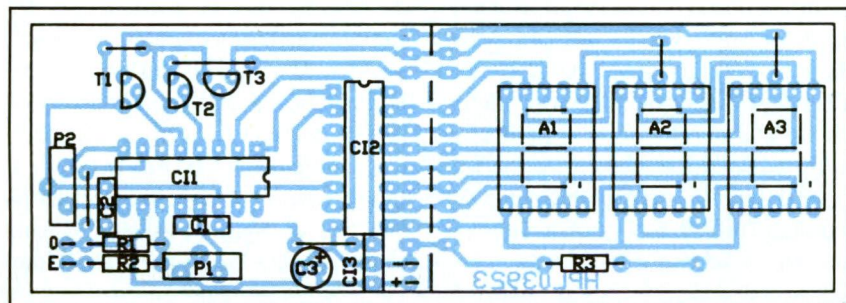 T1
T2
T3
P2
CI1
CI2
C2
C1
O
R1
E
R2
P1
C3
+
CI3
−
+
A1
A2
A3
R3
HPL03923